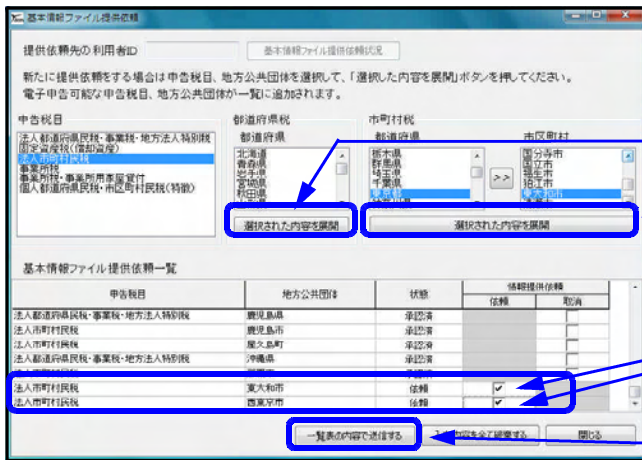 基本情報ファイル提供依頼
提供依頼先の利用者ID
基本情報ファイル提供依頼状況
新たに提供依頼をする場合は申告税目、地方公共団体を選択して、「選択した内容を展開」ボタンを押してください。
電子申告可能な申告税目、地方公共団体が一覧に追加されます。
申告税目
都道府県税
市町村税
都道府県
都道府県
市区町村
法人都道府県民税・事業税・地方法人特別税
固定資産税(償却資産)
法人市町村民税
事業所税
事業所税・事業所用家屋貸付
個人都道府県民税・市区町村民税(特徴)
北海道
青森県
岩手県
宮城県
秋田県
栃木県
群馬県
埼玉県
千葉県
東京都
>>
国分寺市
国立市
福生市
狛江市
東大和市
選択された内容を展開
選択された内容を展開
基本情報ファイル提供依頼一覧
申告税目
地方公共団体
状態
情報提供依頼
依頼
取消
法人都道府県民税・事業税・地方法人特別税 鹿児島県 承認済
法人市町村民税 鹿児島市 承認済
法人市町村民税 屋久島町 承認済
法人都道府県民税・事業税・地方法人特別税 沖縄県 承認済
法人市町村民税 東大和市 依頼
法人市町村民税 西東京市 依頼
一覧表の内容で送信する
内容を全て破棄する
閉じる